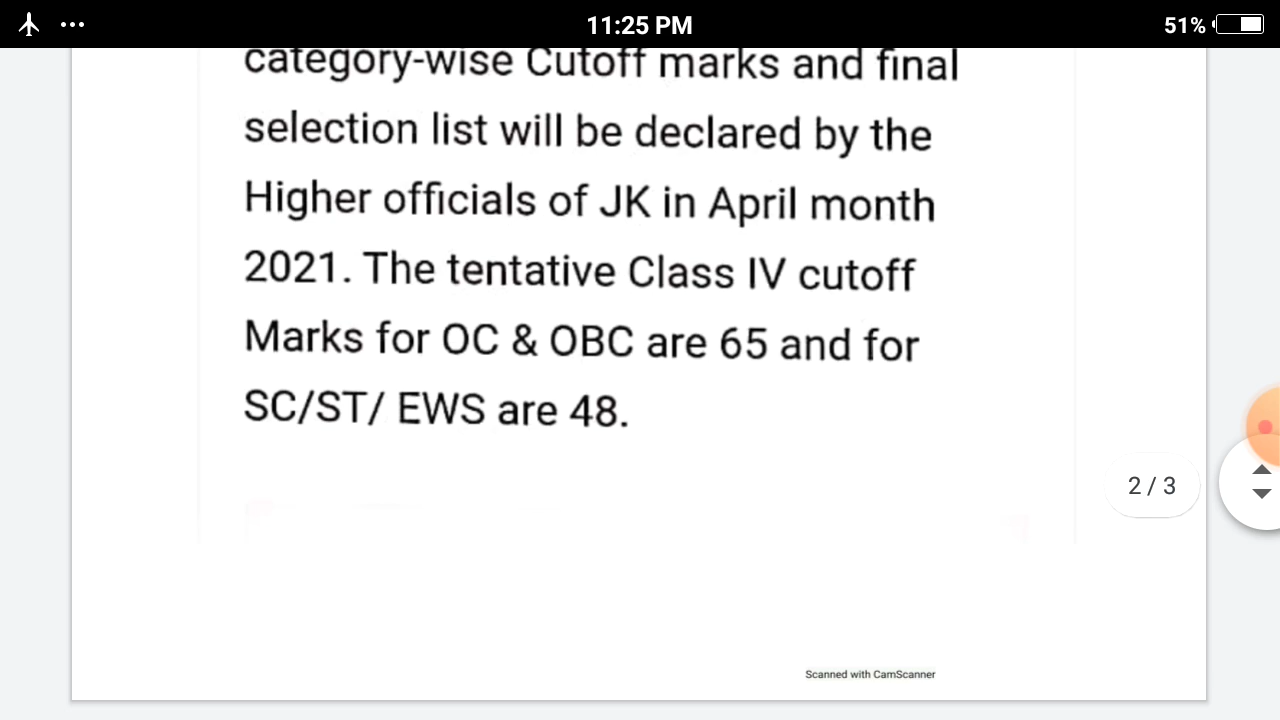 11:25 PM
51%
category-wise Cutoff marks and final
selection list will be declared by the
Higher officials of JK in April month
2021. The tentative Class IV cutoff
Marks for OC & OBC are 65 and for
SC/ST/ EWS are 48.
2 / 3
Scanned with CamScanner